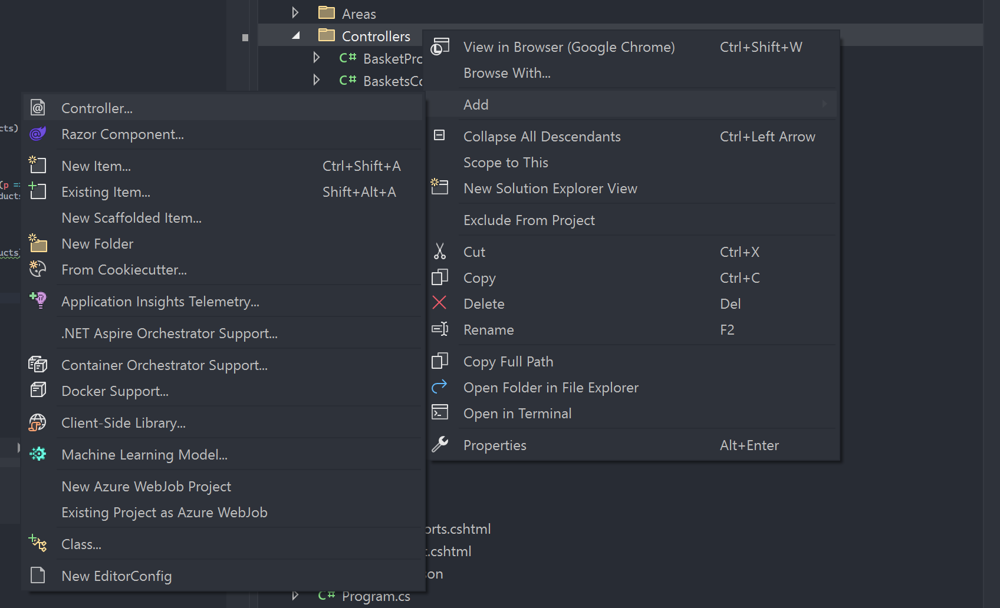 Areas
Controllers
BasketPro
BasketsCo
View in Browser (Google Chrome) Ctrl+Shift+W
Browse With...
Add
Collapse All Descendants Ctrl+Left Arrow
Scope to This
New Solution Explorer View
Exclude From Project
Cut Ctrl+X
Copy Ctrl+C
Delete Del
Rename F2
Copy Full Path
Open Folder in File Explorer
Open in Terminal
Properties Alt+Enter
Controller...
Razor Component...
New Item... Ctrl+Shift+A
Existing Item... Shift+Alt+A
New Scaffolded Item...
New Folder
From Cookiecutter...
Application Insights Telemetry...
.NET Aspire Orchestrator Support...
Container Orchestrator Support...
Docker Support...
Client-Side Library...
Machine Learning Model...
New Azure WebJob Project
Existing Project as Azure WebJob
Class...
New EditorConfig
cts)
(p =>
ducts
ucts)
orts.cshtml
t.cshtml
son
C# Program.cs